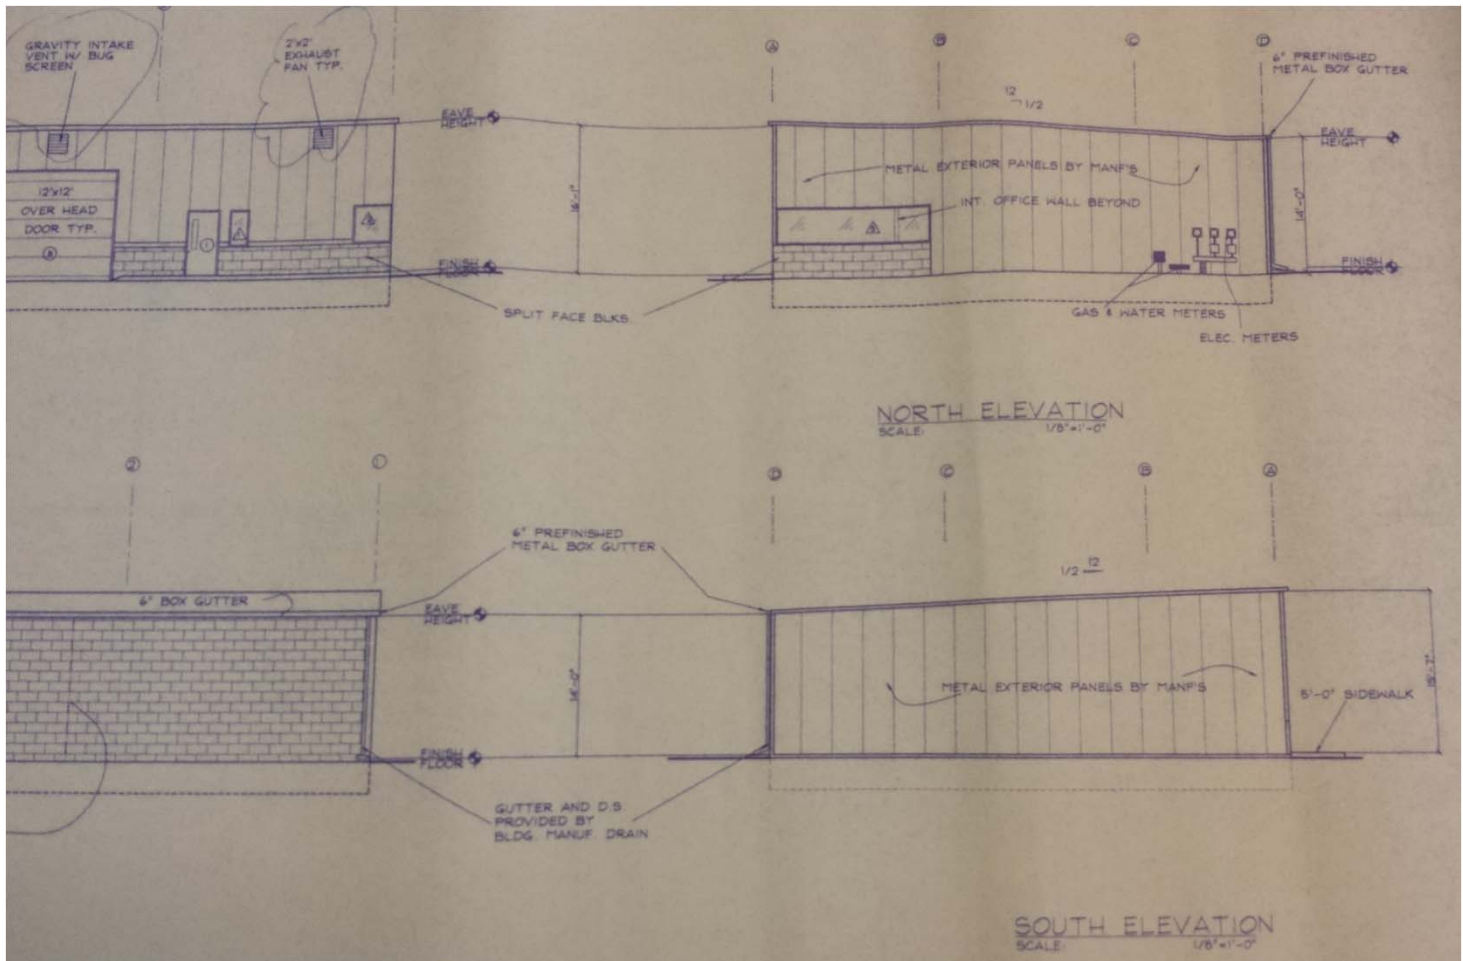 GRAVITY INTAKE
VENT W/ BUG
SCREEN
2'x2'
EXHAUST
FAN TYP.
EAVE
HEIGHT
12'x12'
OVER HEAD
DOOR TYP.
1
16'-1"
FINISH
FLOOR
SPLIT FACE BLKS.
A
B
C
D
6" PREFINISHED
METAL BOX GUTTER
12
1/2
EAVE
HEIGHT
METAL EXTERIOR PANELS BY MANF'S
INT. OFFICE WALL BEYOND
14'-0"
FINISH
FLOOR
GAS & WATER METERS
ELEC. METERS
NORTH ELEVATION
SCALE: 1/8"=1'-0"
2
1
6" PREFINISHED
METAL BOX GUTTER
6" BOX GUTTER
EAVE
HEIGHT
14'-0"
FINISH
FLOOR
GUTTER AND D.S.
PROVIDED BY
BLDG. MANUF. DRAIN
D
C
B
A
1/2 12
METAL EXTERIOR PANELS BY MANF'S
5'-0" SIDEWALK
SOUTH ELEVATION
SCALE: 1/8"=1'-0"